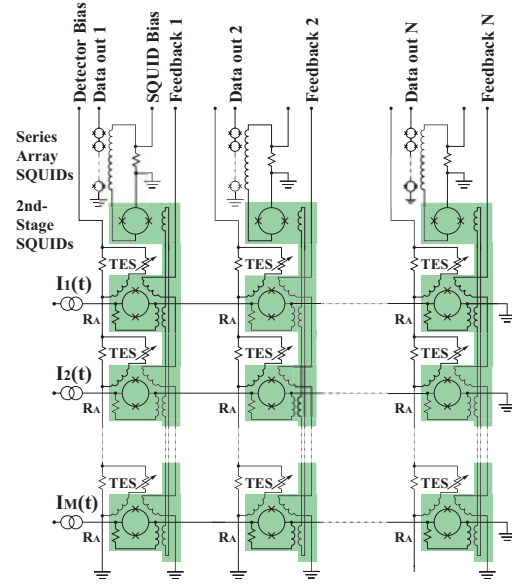 Detector Bias
Data out 1
SQUID Bias
Feedback 1
Data out 2
Feedback 2
Data out N
Feedback N
Series
Array
SQUIDs
2nd-
Stage
SQUIDs
TES TES TES
I1(t)
RA RA RA
TES TES TES
I2(t)
RA RA RA
TES TES TES
IM(t)
RA RA RA